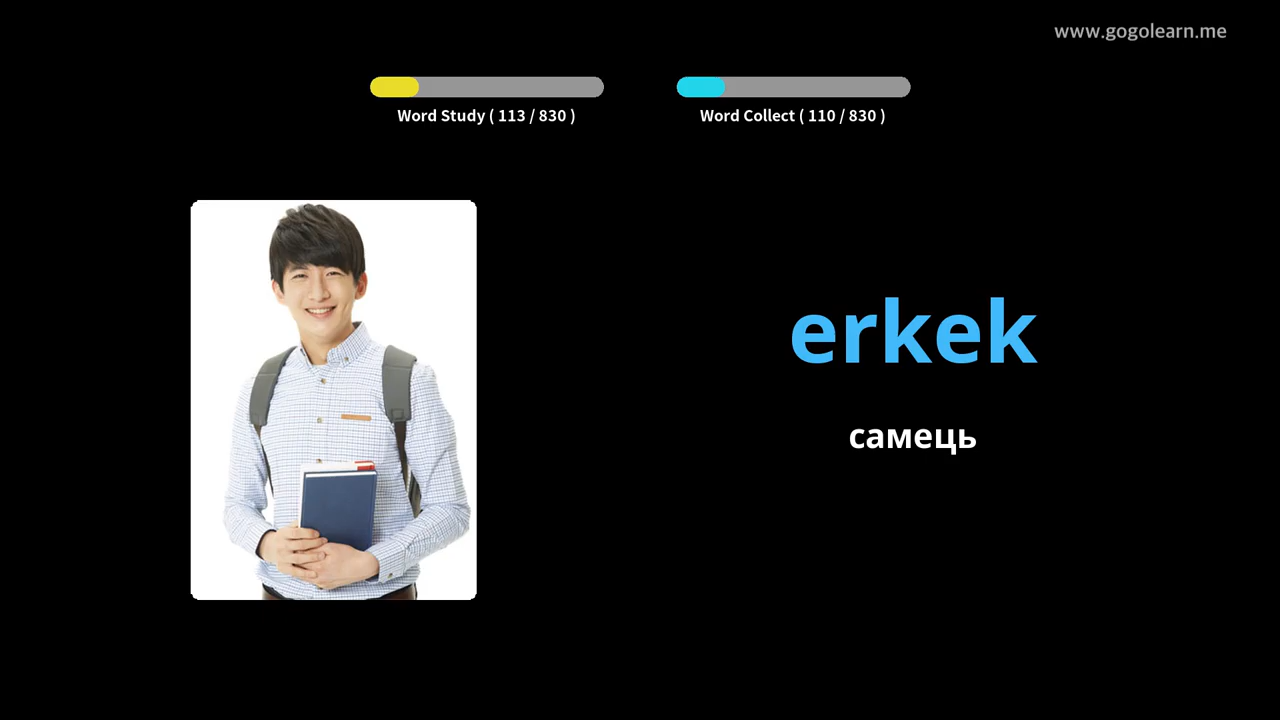 www.gogolearn.me
Word Study ( 113 / 830 )
Word Collect ( 110 / 830 )
erkek
самець